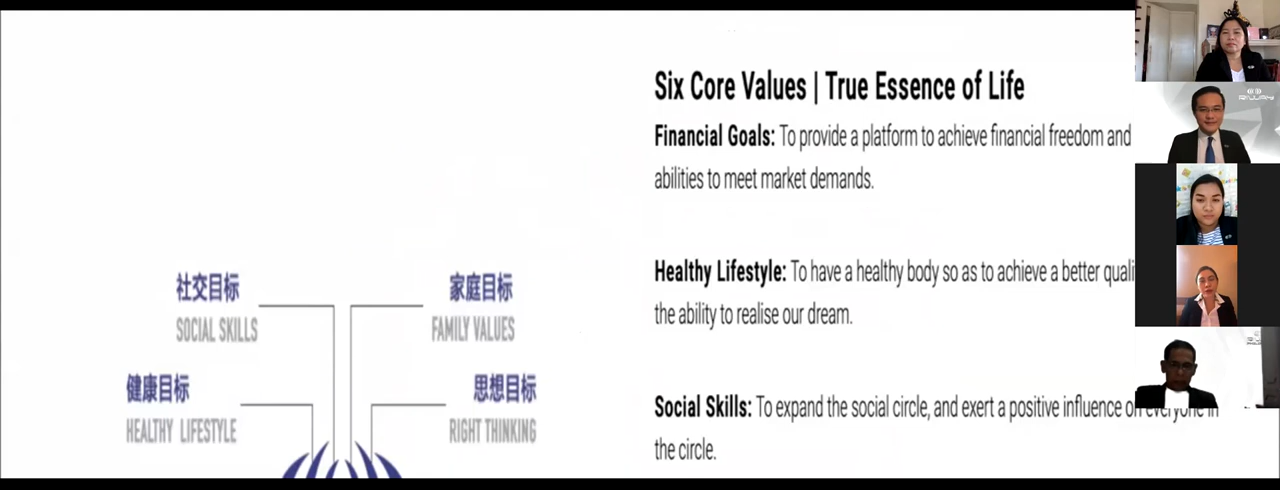 社交目标
SOCIAL SKILLS
家庭目标
FAMILY VALUES
健康目标
HEALTHY LIFESTYLE
思想目标
RIGHT THINKING
Six Core Values | True Essence of Life
Financial Goals: To provide a platform to achieve financial freedom and
abilities to meet market demands.
Healthy Lifestyle: To have a healthy body so as to achieve a better
the ability to realise our dream.
Social Skills: To expand the social circle, and exert a positive influence on everyone in
the circle.